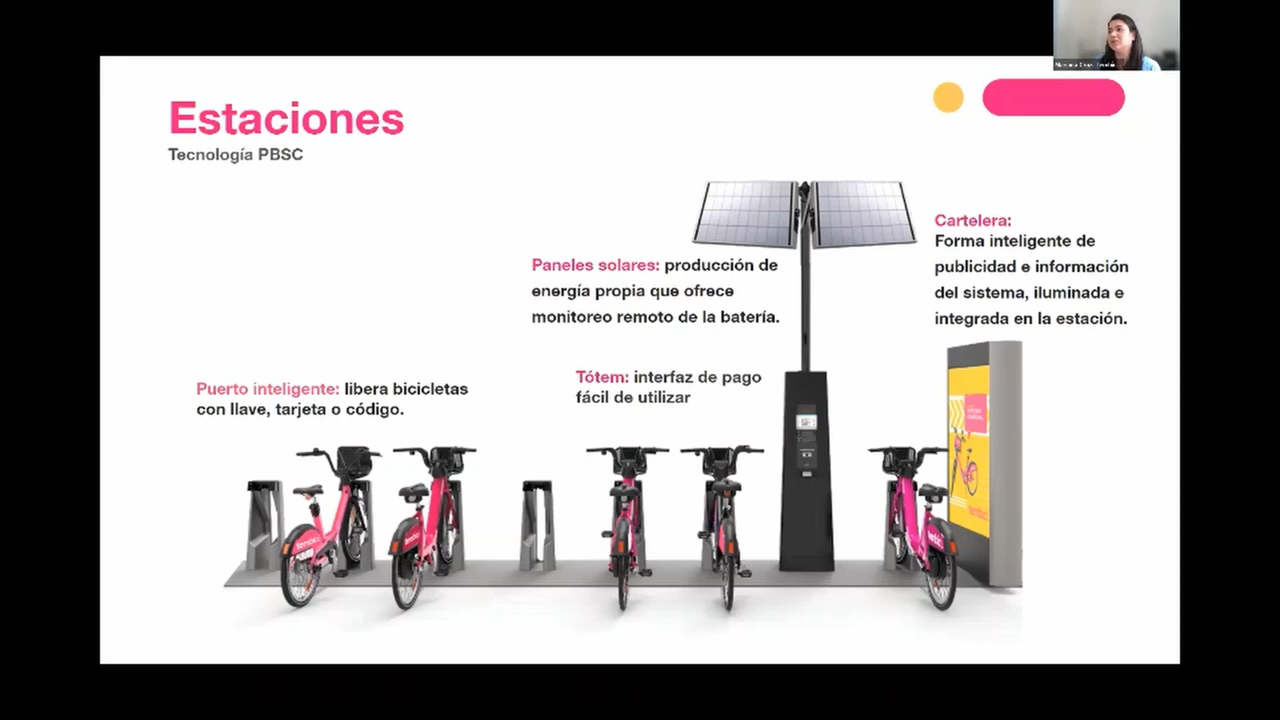 Estaciones
Tecnología PBSC
Cartelera:
Forma inteligente de
publicidad e información
del sistema, iluminada e
integrada en la estación.
Paneles solares: producción de
energía propia que ofrece
monitoreo remoto de la batería.
Tótem: interfaz de pago
fácil de utilizar
Puerto inteligente: libera bicicletas
con llave, tarjeta o código.
tembici